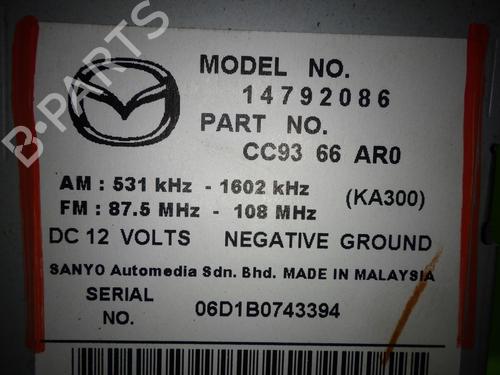 B-PARTS
MODEL NO.
14792086
PART NO.
CC93 66 AR0
AM : 531 kHz - 1602 kHz
(KA300)
FM : 87.5 MHz - 108 MHz
DC 12 VOLTS NEGATIVE GROUND
SANYO Automedia Sdn. Bhd. MADE IN MALAYSIA
SERIAL
NO.
06D1B0743394